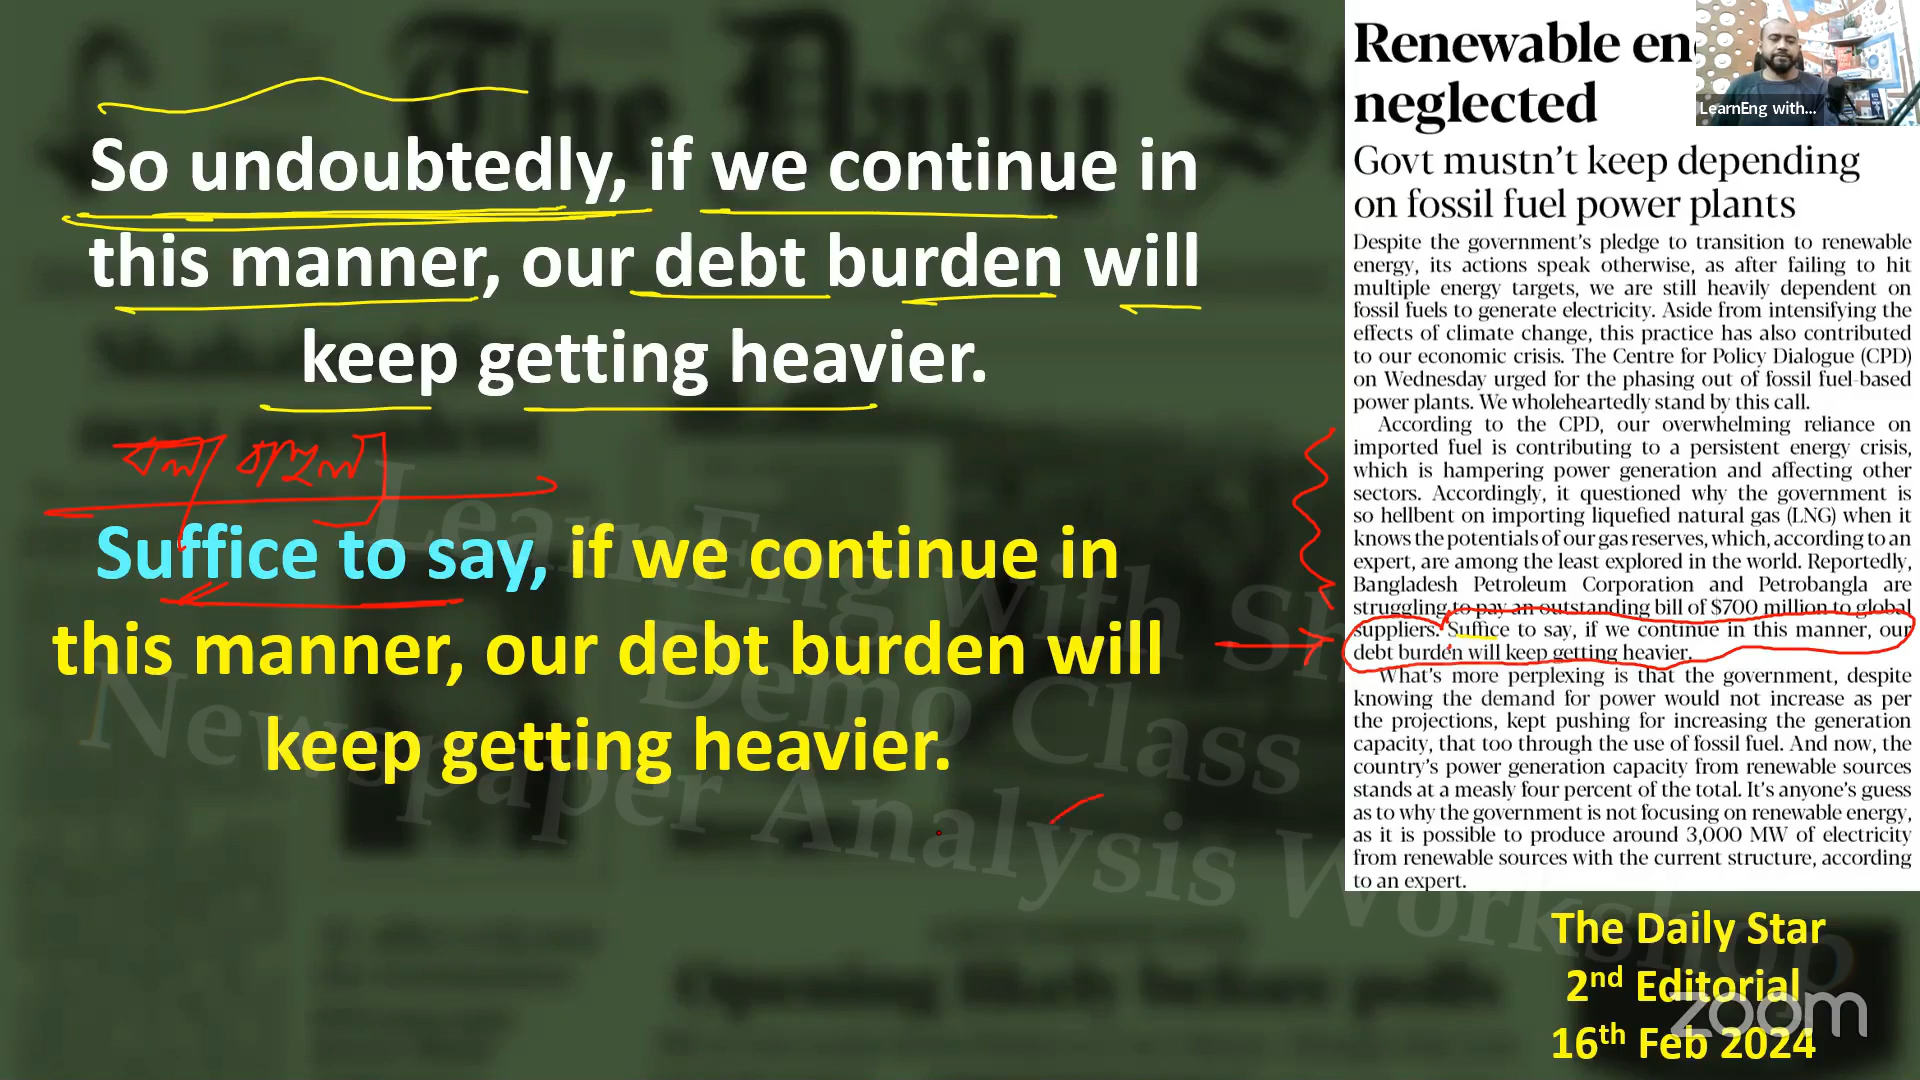 So undoubtedly, if we continue in
this manner, our debt burden will
keep getting heavier.
বলা বাহুল্য
Suffice to say, if we continue in
this manner, our debt burden will
keep getting heavier.
LearnEng with Sh
Demo Class
Newspaper Analysis Workshop
The Daily
Renewable en
neglected
LearnEng with...
Govt mustn't keep depending
on fossil fuel power plants
Despite the government's pledge to transition to renewable
energy, its actions speak otherwise, as after failing to hit
multiple energy targets, we are still heavily dependent on
fossil fuels to generate electricity. Aside from intensifying the
effects of climate change, this practice has also contributed
to our economic crisis. The Centre for Policy Dialogue (CPD)
on Wednesday urged for the phasing out of fossil fuel-based
power plants. We wholeheartedly stand by this call.
According to the CPD, our overwhelming reliance on
imported fuel is contributing to a persistent energy crisis,
which is hampering power generation and affecting other
sectors. Accordingly, it questioned why the government is
so hellbent on importing liquefied natural gas (LNG) when it
knows the potentials of our gas reserves, which, according to an
expert, are among the least explored in the world. Reportedly,
Bangladesh Petroleum Corporation and Petrobangla are
struggling to pay an outstanding bill of $700 million to global
suppliers. Suffice to say, if we continue in this manner, our
debt burden will keep getting heavier.
What's more perplexing is that the government, despite
knowing the demand for power would not increase as per
the projections, kept pushing for increasing the generation
capacity, that too through the use of fossil fuel. And now, the
country's power generation capacity from renewable sources
stands at a measly four percent of the total. It's anyone's guess
as to why the government is not focusing on renewable energy,
as it is possible to produce around 3,000 MW of electricity
from renewable sources with the current structure, according
to an expert.
The Daily Star
2nd Editorial
16th Feb 2024
zoom